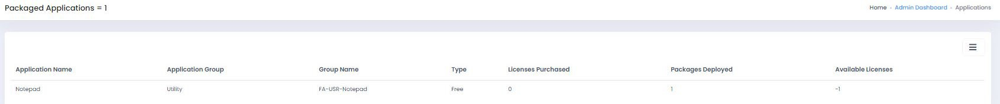 Packaged Applications = 1
Home - Admin Dashboard - Applications
Application Name Application Group Group Name Type Licenses Purchased Packages Deployed Available Licenses
Notepad Utility FA-USR-Notepad Free 0 1 -1